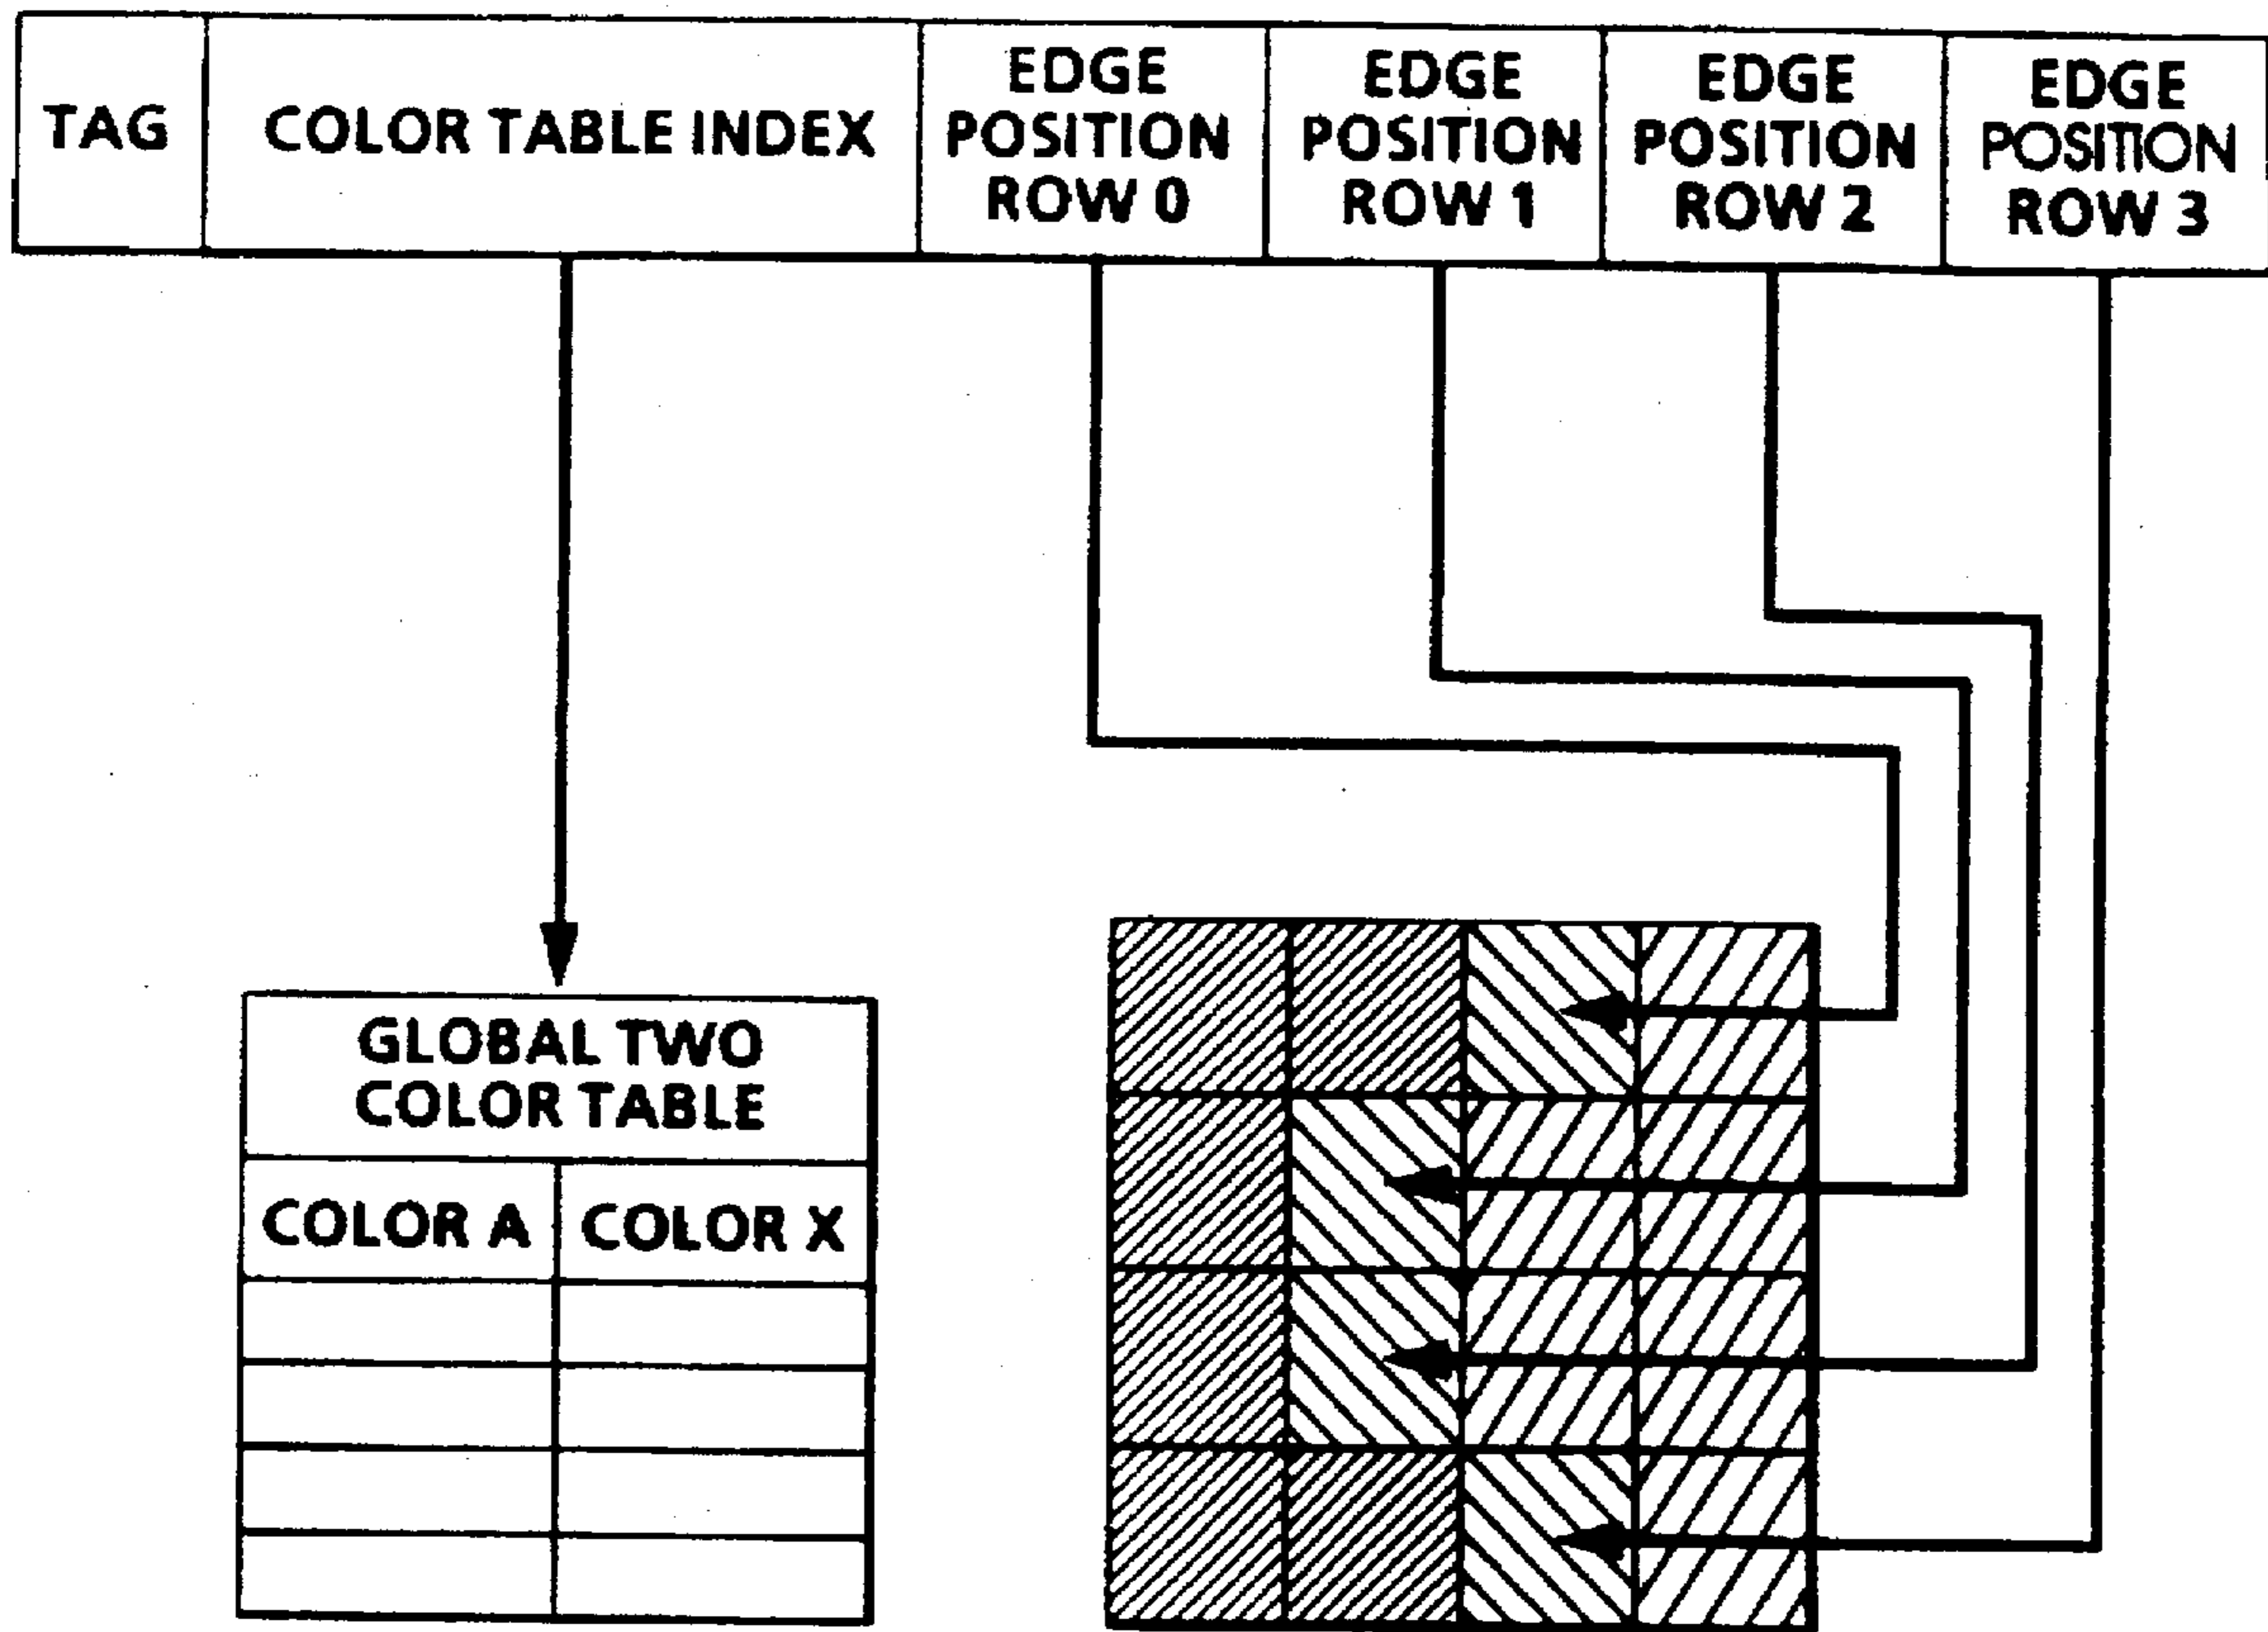 TAG
COLOR TABLE INDEX
EDGE
POSITION
ROW 0
EDGE
POSITION
ROW 1
EDGE
POSITION
ROW 2
EDGE
POSITION
ROW 3
GLOBAL TWO
COLOR TABLE
COLOR A
COLOR X